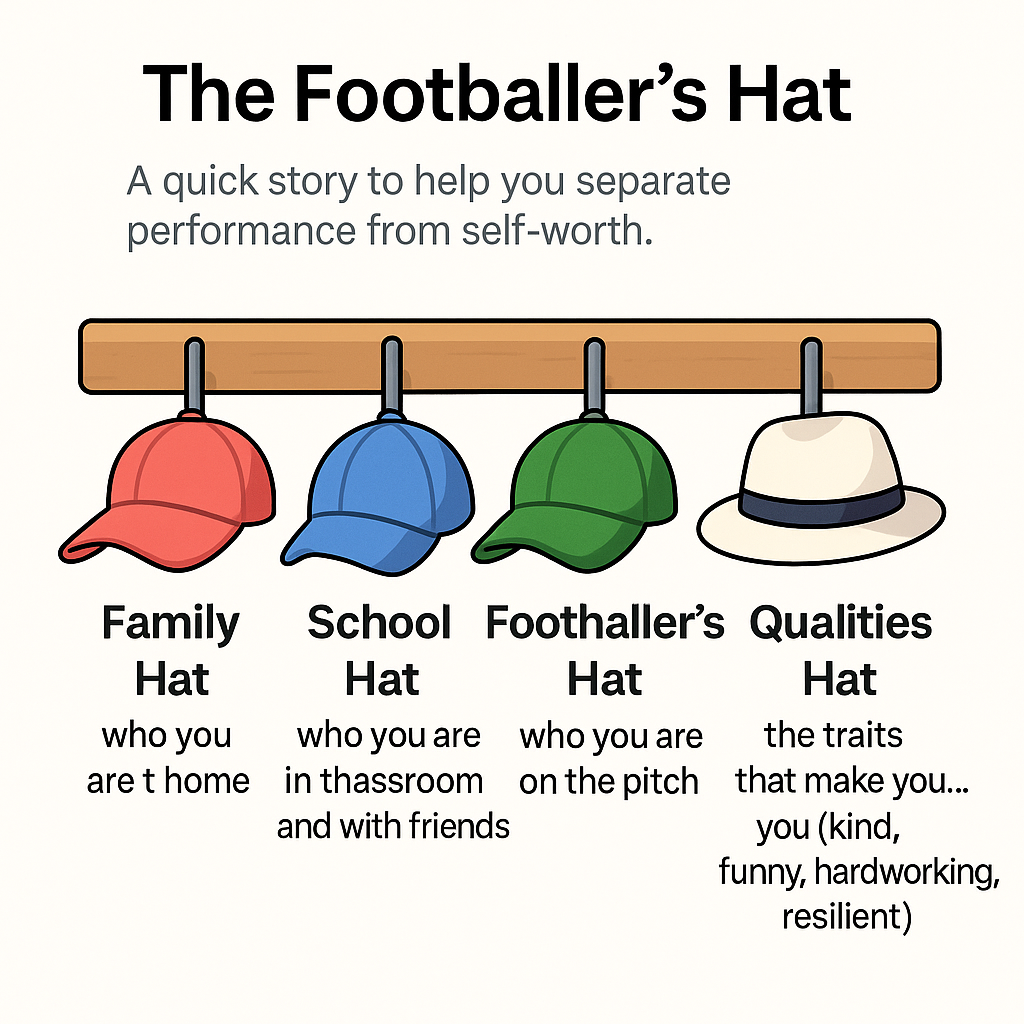 The Footballer's Hat
A quick story to help you separate
performance from self-worth.
Family
Hat
who you
are t home
School
Hat
who you are
in thassroom
and with friends
Foothaller's
Hat
who you are
on the pitch
Qualities
Hat
the traits
that make you...
you (kind,
funny, hardworking,
resilient)